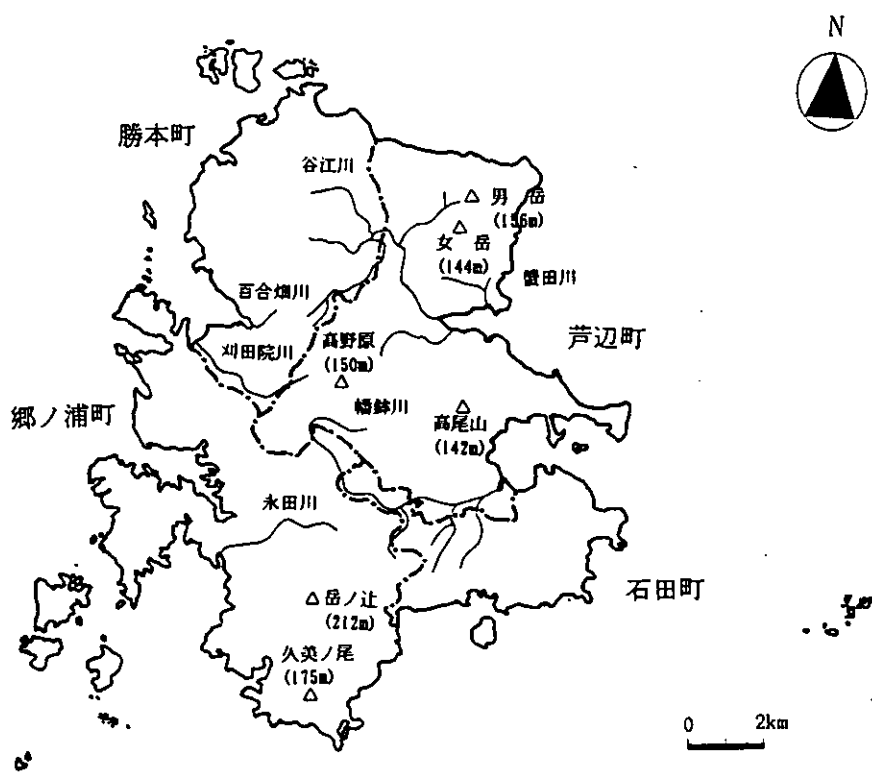 N
勝本町
谷江川
男岳
(156m)
女岳
(144m)
蟹田川
百合畑川
芦辺町
刈田院川
高野原
(150m)
郷ノ浦町
幡鉾川
高尾山
(142m)
永田川
石田町
岳ノ辻
(212m)
久美ノ尾
(175m)
0 2km